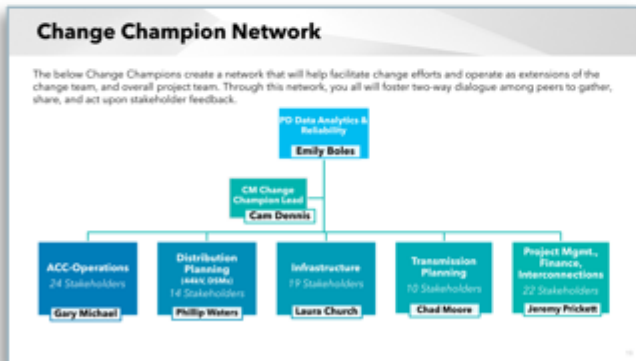 Change Champion Network
The below Change Champions create a network that will help facilitate change efforts and operate as extensions of the
change team, and overall project team. Through this network, you all will foster two-way dialogue among peers to gather,
share, and act upon stakeholder feedback.
PD Data Analytics &
Reliability
Emily Boles
CM Change
Champion Lead
Cam Dennis
ACC-Operations
24 Stakeholders
Gary Michael
Distribution
Planning
(44kV, DSMs)
14 Stakeholders
Phillip Waters
Infrastructure
19 Stakeholders
Laura Church
Transmission
Planning
10 Stakeholders
Chad Moore
Project Mgmt.,
Finance,
Interconnections
22 Stakeholders
Jeremy Prickett